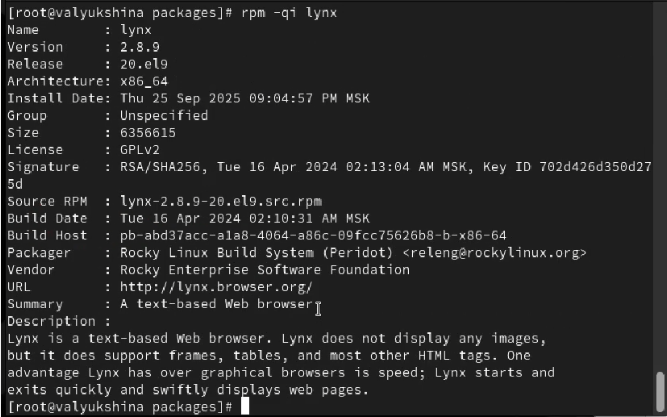 [root@valyukshina packages]# rpm -qi lynx
Name        : lynx
Version     : 2.8.9
Release     : 20.el9
Architecture: x86_64
Install Date: Thu 25 Sep 2025 09:04:57 PM MSK
Group       : Unspecified
Size        : 6356615
License     : GPLv2
Signature   : RSA/SHA256, Tue 16 Apr 2024 02:13:04 AM MSK, Key ID 702d426d350d27
5d
Source RPM  : lynx-2.8.9-20.el9.src.rpm
Build Date  : Tue 16 Apr 2024 02:10:31 AM MSK
Build Host  : pb-abd37acc-a1a8-4064-a86c-09fcc75626b8-b-x86-64
Packager    : Rocky Linux Build System (Peridot) <releng@rockylinux.org>
Vendor      : Rocky Enterprise Software Foundation
URL         : http://lynx.browser.org/
Summary     : A text-based Web browser
Description :
Lynx is a text-based Web browser. Lynx does not display any images,
but it does support frames, tables, and most other HTML tags. One
advantage Lynx has over graphical browsers is speed; Lynx starts and
exits quickly and swiftly displays web pages.
[root@valyukshina packages]#